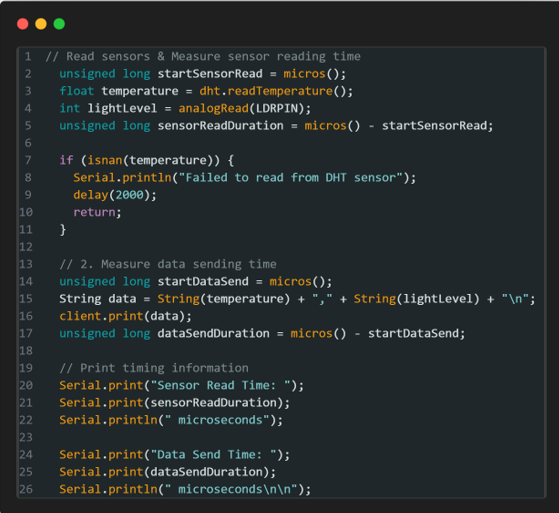 1 // Read sensors & Measure sensor reading time
2 unsigned long startSensorRead = micros();
3 float temperature = dht.readTemperature();
4 int lightLevel = analogRead(LDRPIN);
5 unsigned long sensorReadDuration = micros() - startSensorRead;
6
7 if (isnan(temperature)) {
8 Serial.println("Failed to read from DHT sensor");
9 delay(2000);
10 return;
11 }
12
13 // 2. Measure data sending time
14 unsigned long startDataSend = micros();
15 String data = String(temperature) + "," + String(lightLevel) + "\n";
16 client.print(data);
17 unsigned long dataSendDuration = micros() - startDataSend;
18
19 // Print timing information
20 Serial.print("Sensor Read Time: ");
21 Serial.print(sensorReadDuration);
22 Serial.println(" microseconds");
23
24 Serial.print("Data Send Time: ");
25 Serial.print(dataSendDuration);
26 Serial.println(" microseconds\n\n");